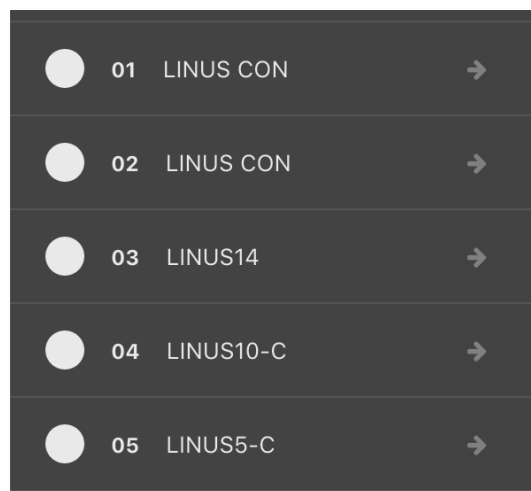 01 LINUS CON
02 LINUS CON
03 LINUS14
04 LINUS10-C
05 LINUS5-C